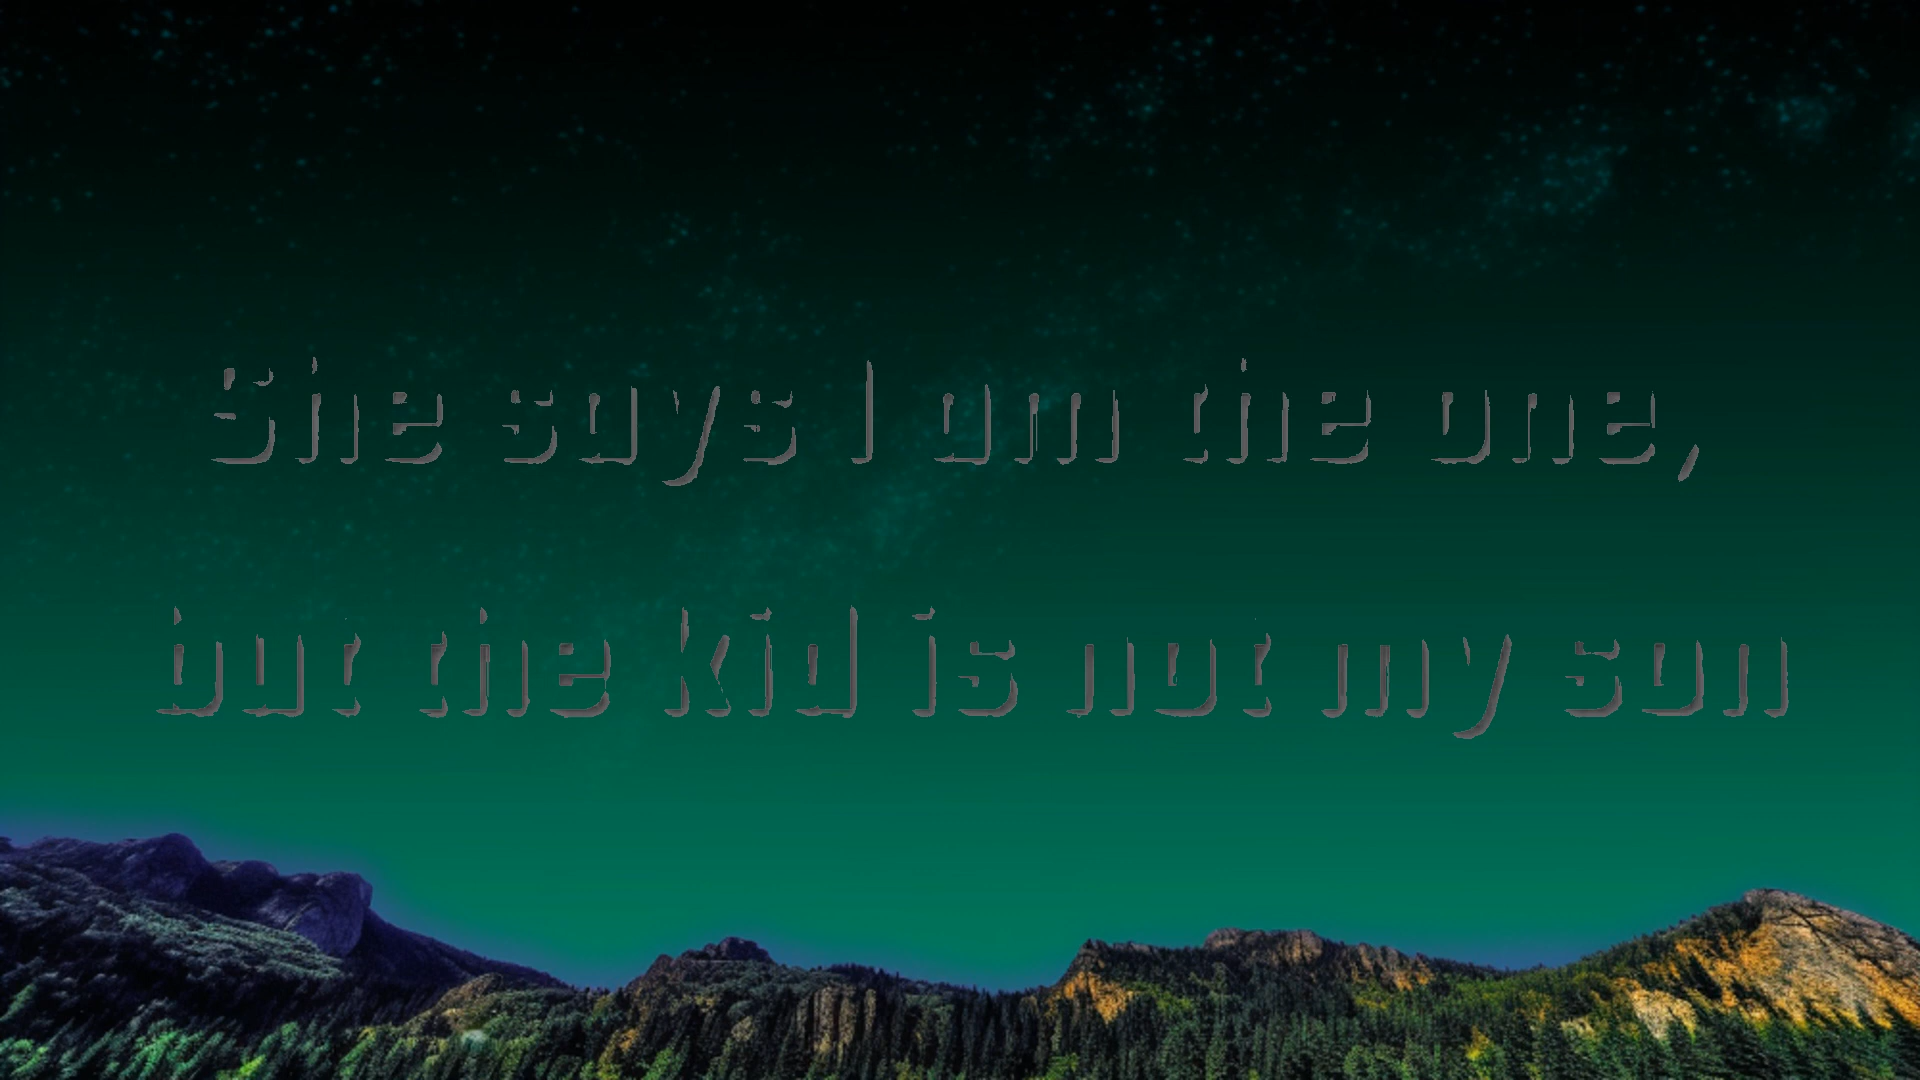 She says I am the one,
but the kid is not my son